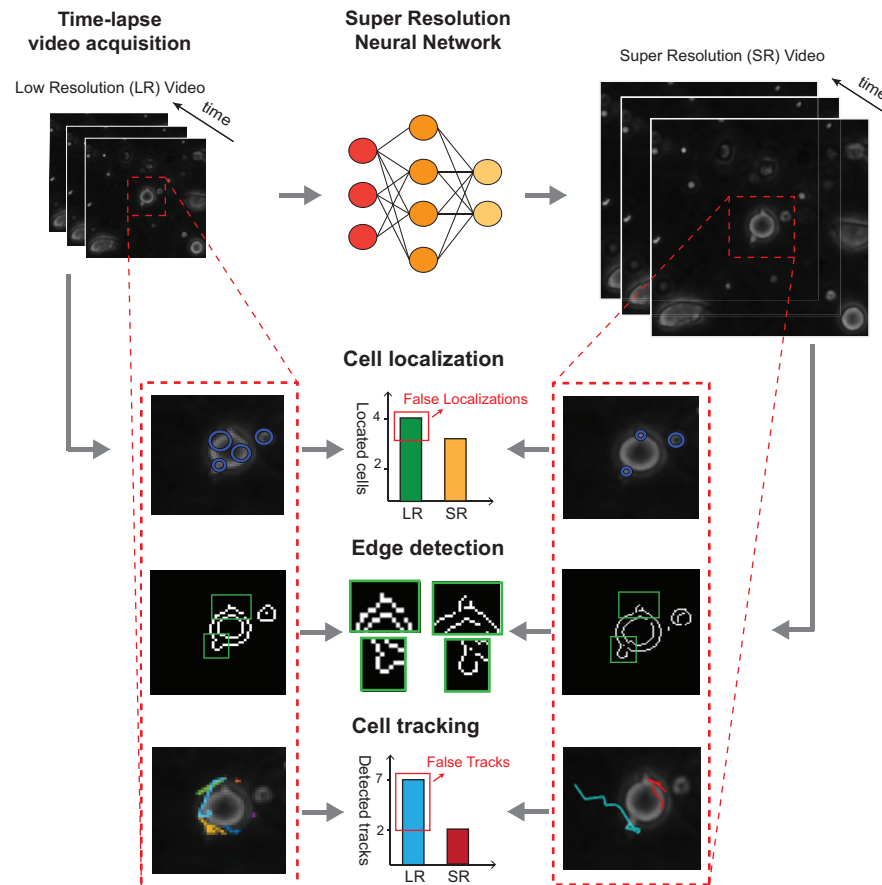 Time-lapse
video acquisition
Super Resolution
Neural Network
Low Resolution (LR) Video
time
Super Resolution (SR) Video
time
Cell localization
False Localizations
Located cells
4
2
LR
SR
Edge detection
Cell tracking
False Tracks
Detected tracks
7
2
LR
SR